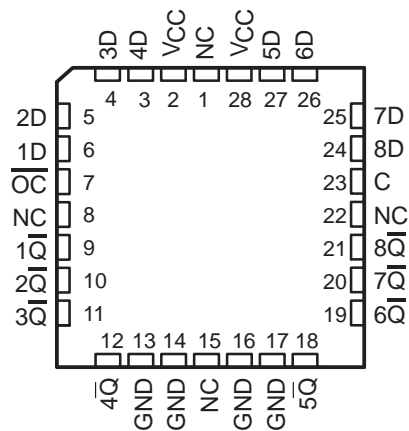 3D 4D VCC NC VCC 5D 6D
4 3 2 1 28 27 26
2D 5 25 7D
1D 6 24 8D
O̅C̅ 7 23 C
NC 8 22 NC
1Q̅ 9 21 8Q̅
2Q̅ 10 20 7Q̅
3Q̅ 11 19 6Q̅
12 13 14 15 16 17 18
4Q̅ GND GND NC GND GND 5Q̅